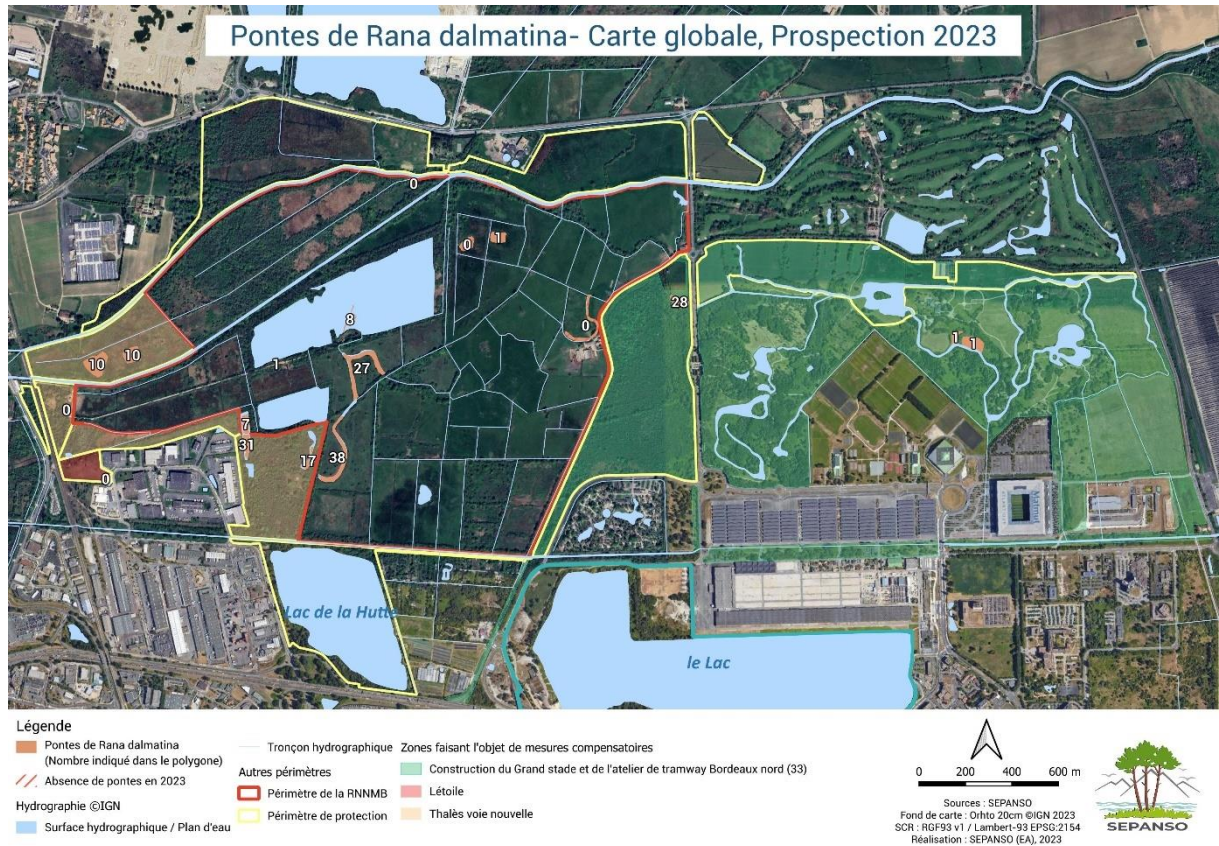 Pontes de Rana dalmatina- Carte globale, Prospection 2023
0
0
1
28
0
8
1
1
10
10
1
27
0
7
31
17
38
0
Lac de la Hutte
le Lac
Légende
Pontes de Rana dalmatina
(Nombre indiqué dans le polygone)
Absence de pontes en 2023
Hydrographie ©IGN
Surface hydrographique / Plan d'eau
Tronçon hydrographique
Autres périmètres
Périmètre de la RNNMB
Périmètre de protection
Zones faisant l'objet de mesures compensatoires
Construction du Grand stade et de l'atelier de tramway Bordeaux nord (33)
Létoile
Thalès voie nouvelle
0 200 400 600 m
Sources : SEPANSO
Fond de carte : Orhto 20cm ©IGN 2023
SCR : RGF93 v1 / Lambert-93 EPSG:2154
Réalisation : SEPANSO (EA), 2023
SEPANSO